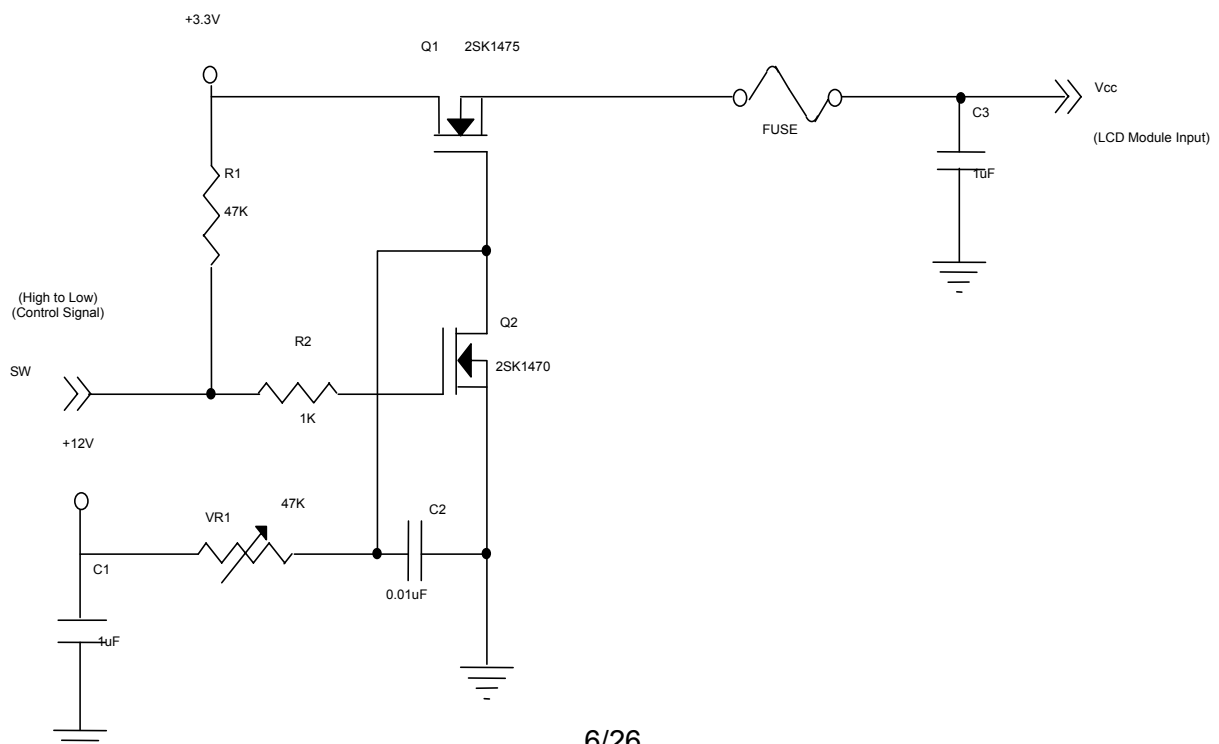 +3.3V
Q1 2SK1475
Vcc
FUSE
C3
(LCD Module Input)
R1
1uF
47K
(High to Low)
(Control Signal)
Q2
R2
SW
2SK1470
1K
+12V
47K
VR1
C2
C1
0.01uF
1uF
6/26